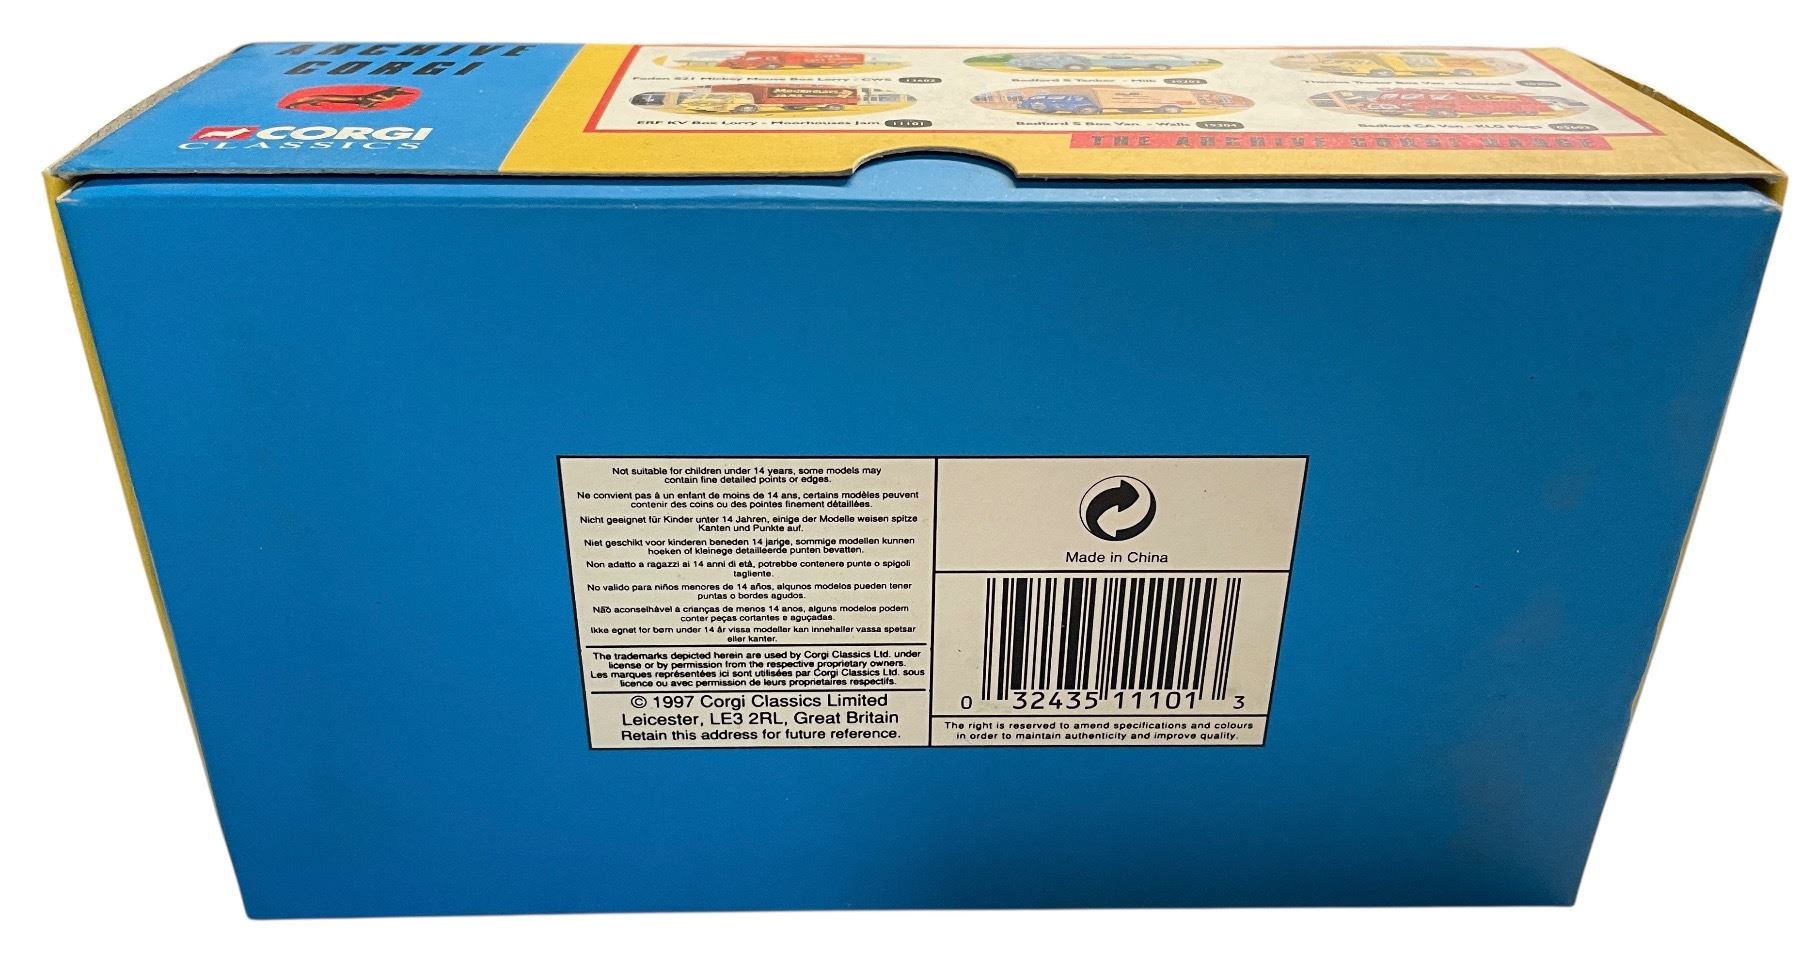 ARCHIVE
CORGI
CORGI
CLASSICS
Foden S21 Mickey Mouse Box Lorry - CWS 13602
Bedford S Tanker - Milk
ERF KV Box Lorry - Moorhouses Jam 11101
Bedford S Box Van - Walls 19304
Bedford CA Van - KLG Plugs
THE ARCHIVE CORGI RANGE
Not suitable for children under 14 years, some models may
contain fine detailed points or edges.
Ne convient pas à un enfant de moins de 14 ans, certains modèles peuvent
contenir des coins ou des pointes finement détaillées.
Nicht geeignet für Kinder unter 14 Jahren, einige der Modelle weisen spitze
Kanten und Punkte auf.
Niet geschikt voor kinderen beneden 14 jarige, sommige modellen kunnen
hoeken of kleinege detailleerde punten bevatten.
Non adatto a ragazzi ai 14 anni di età, potrebbe contenere punte o spigoli
tagliente.
No valido para niños menores de 14 años, alqunos modelos pueden tener
puntas o bordes agudos.
Não aconselhável à crianças de menos 14 anos, alguns modelos podem
conter peças cortantes e aguçadas.
Ikke egnet for børn under 14 år vissa modeller kan innehaller vassa spetsar
eller kanter.
The trademarks depicted herein are used by Corgi Classics Ltd. under
license or by permission from the respective proprietary owners.
Les marques représentées ici sont utilisées par Corgi Classics Ltd. sous
licence ou avec permission de leurs proprietaires respectifs.
© 1997 Corgi Classics Limited
Leicester, LE3 2RL, Great Britain
Retain this address for future reference.
Made in China
0 32435 11101 3
The right is reserved to amend specifications and colours
in order to maintain authenticity and improve quality.